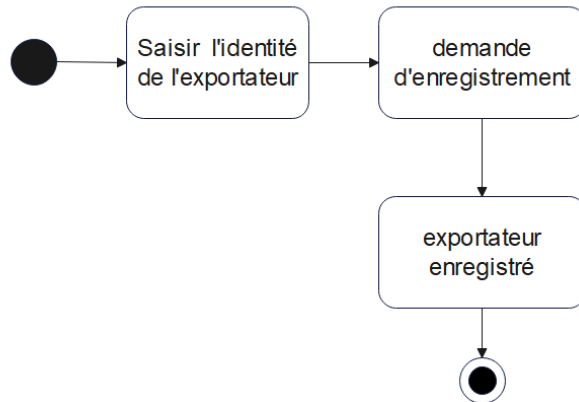 Saisir l'identité
de l'exportateur
demande
d'enregistrement
exportateur
enregistré